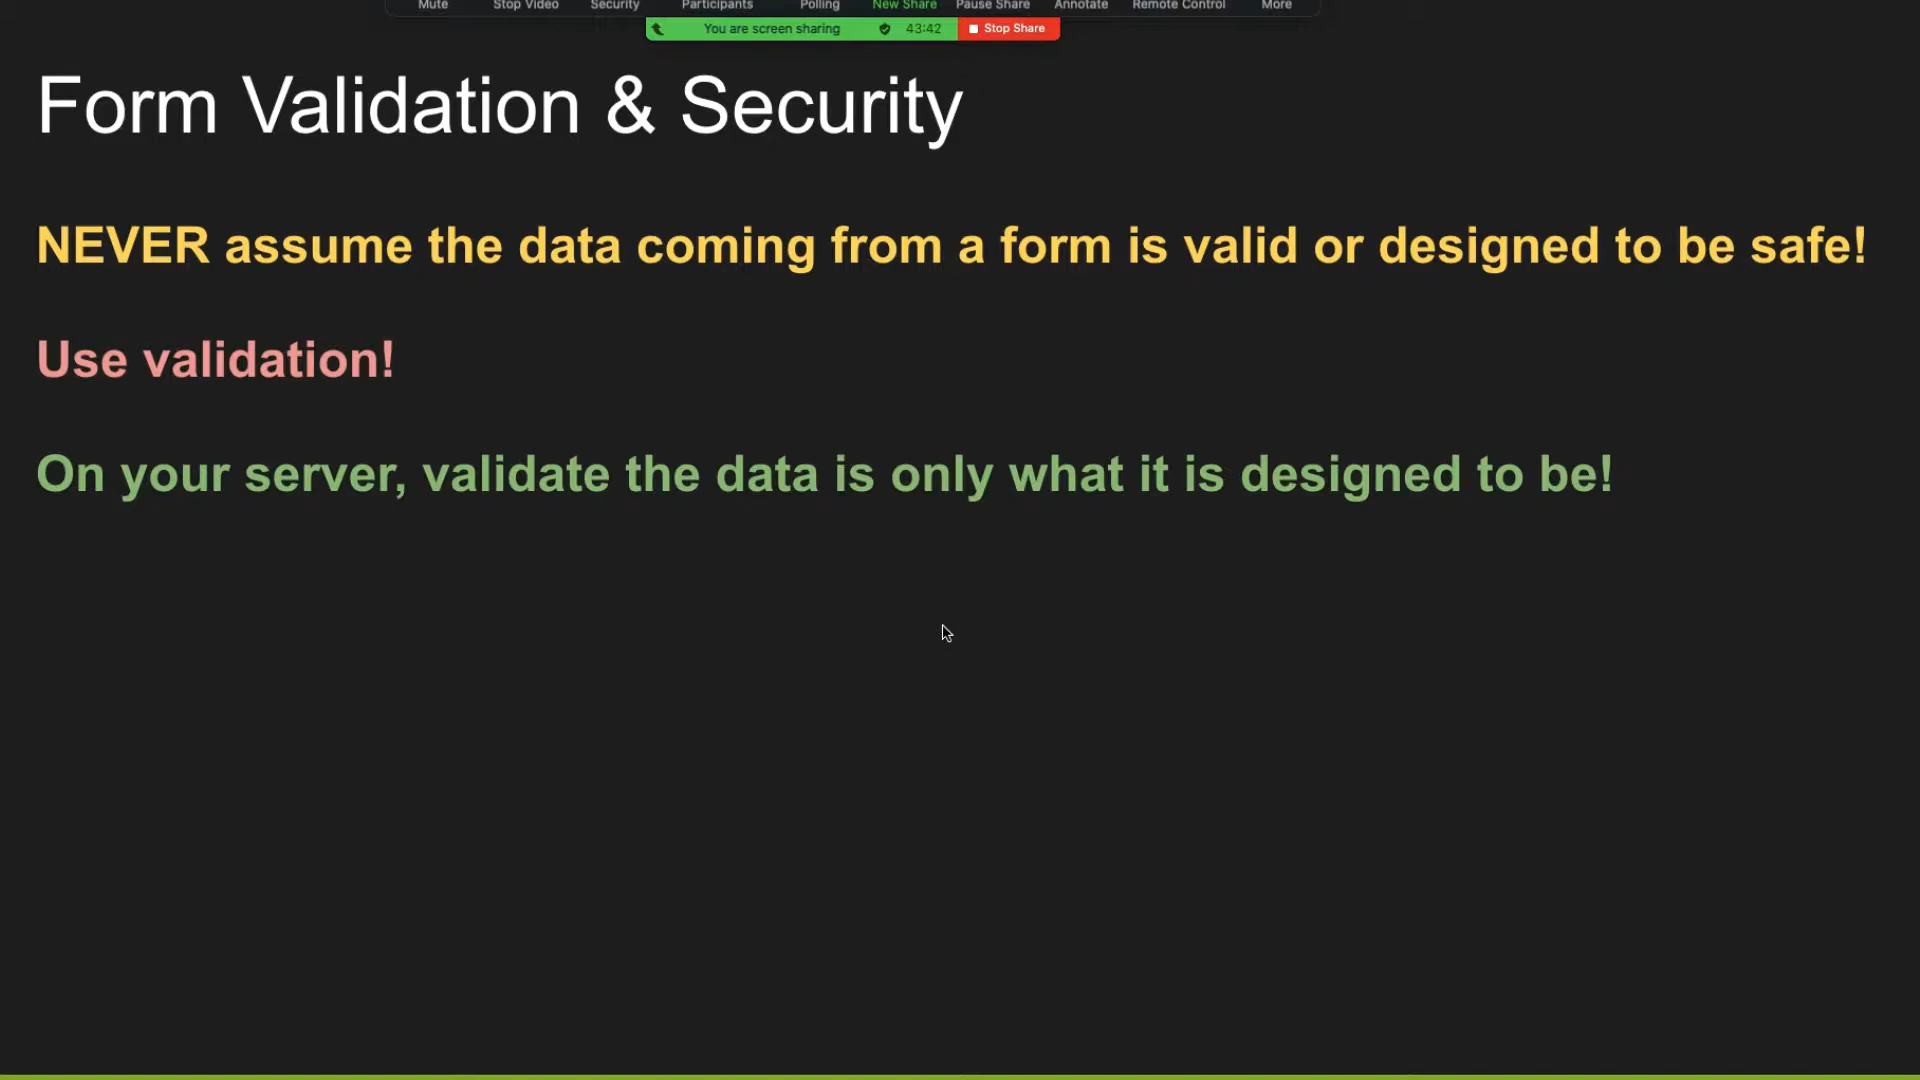 Mute Stop Video Security Participants Polling New Share Pause Share Annotate Remote Control More
You are screen sharing 43:42 Stop Share
Form Validation & Security
NEVER assume the data coming from a form is valid or designed to be safe!
Use validation!
On your server, validate the data is only what it is designed to be!